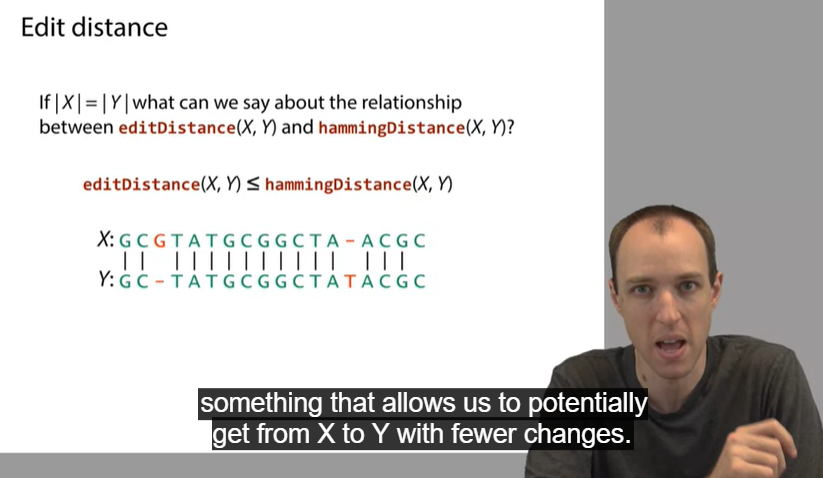 Edit distance
If |X| = |Y| what can we say about the relationship
between editDistance(X, Y) and hammingDistance(X, Y)?
editDistance(X, Y) ≤ hammingDistance(X, Y)
X: G C G T A T G C G G C T A - A C G C
| | | | | | | | | | | | | | | |
Y: G C - T A T G C G G C T A T A C G C
something that allows us to potentially
get from X to Y with fewer changes.